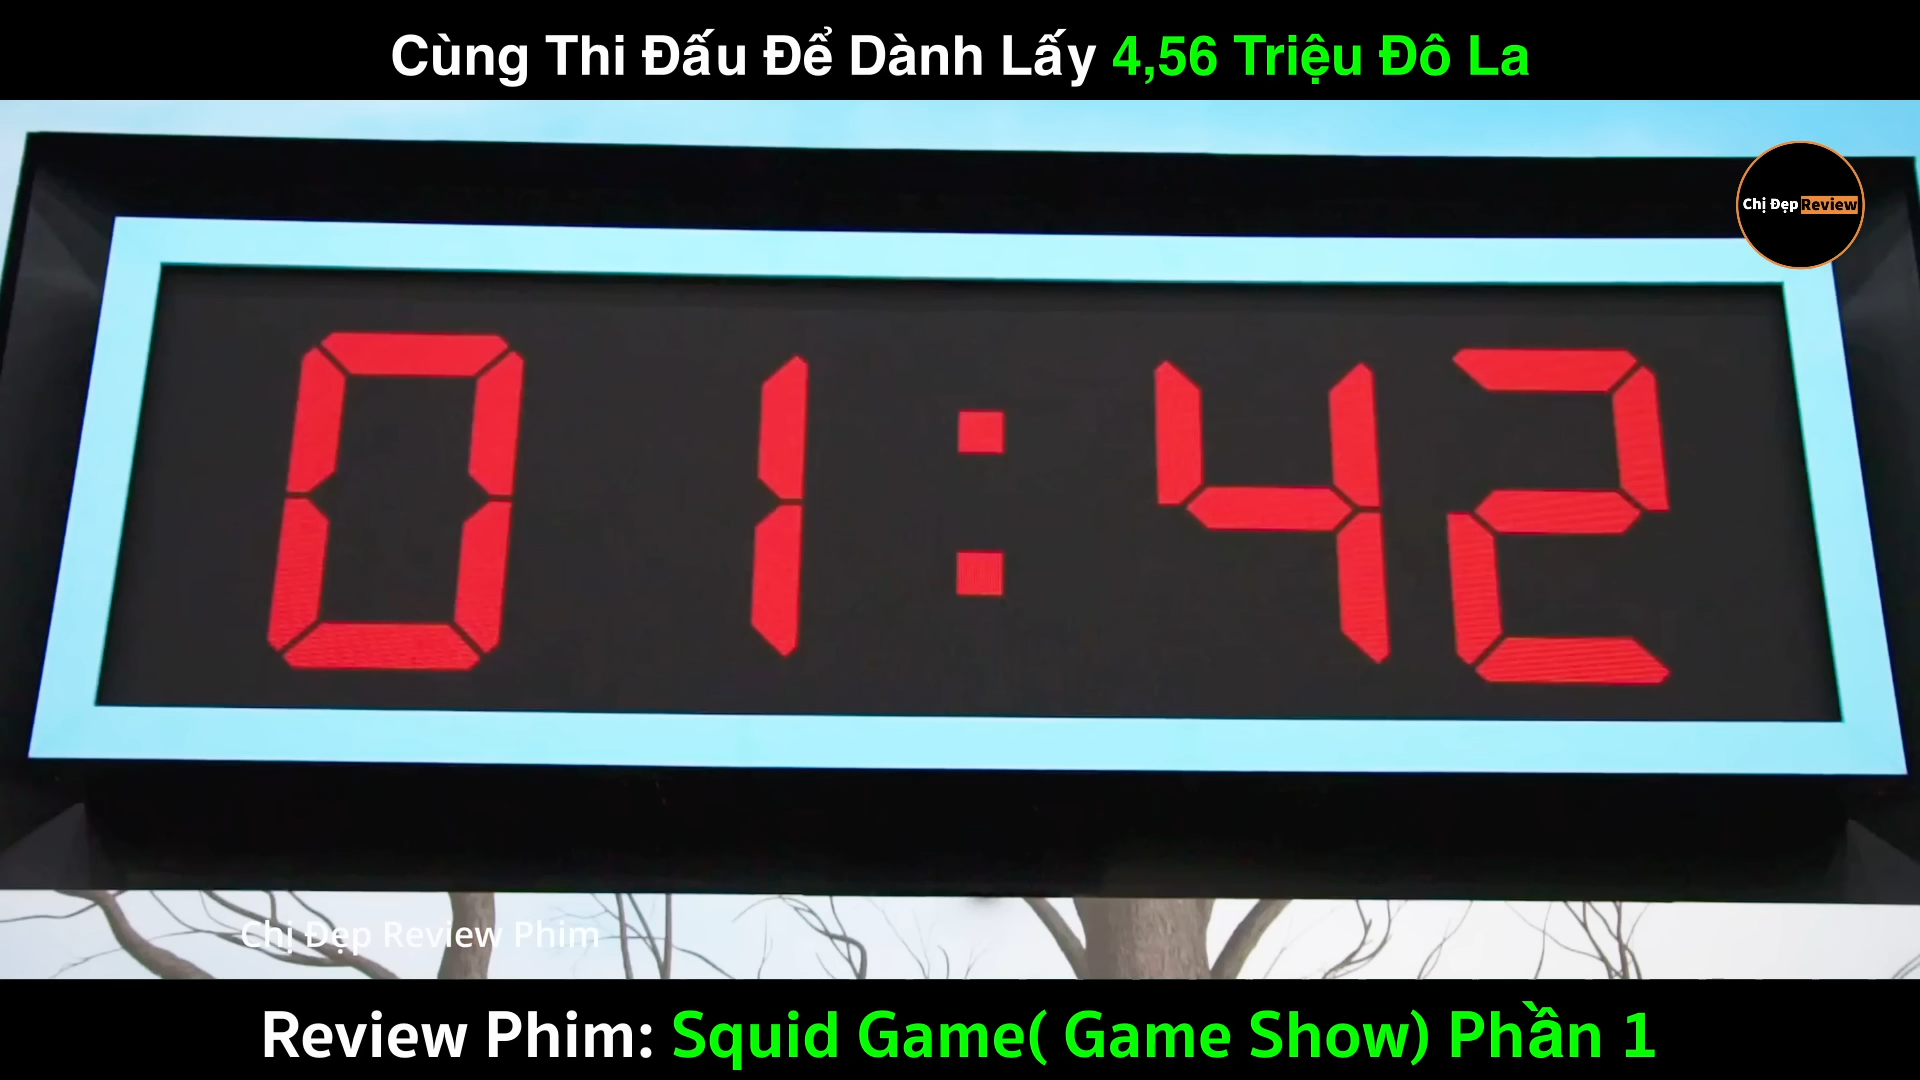 Cùng Thi Đấu Để Dành Lấy 4,56 Triệu Đô La
Chị Đẹp Review
01:42
Chị Đẹp Review Phim
Review Phim: Squid Game( Game Show) Phần 1